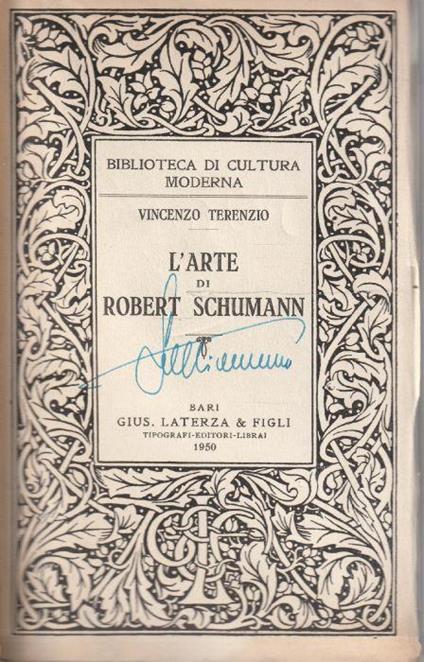 BIBLIOTECA DI CULTURA
MODERNA
VINCENZO TERENZIO
L'ARTE
DI
ROBERT SCHUMANN
BARI
GIUS. LATERZA & FIGLI
TIPOGRAFI-EDITORI-LIBRAI
1950